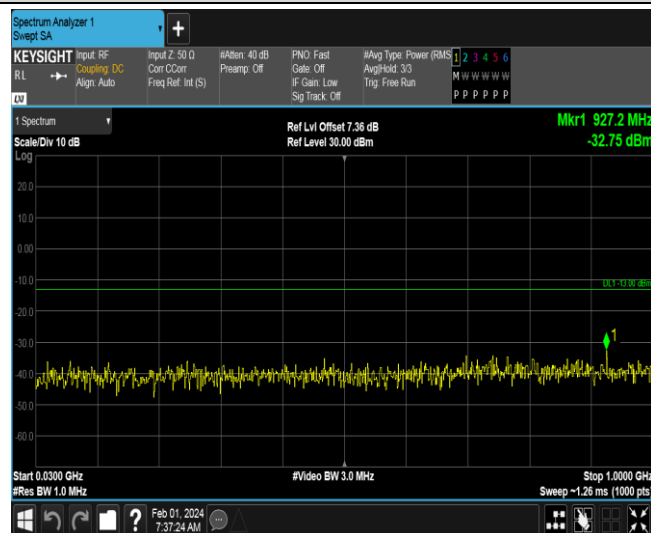 Spectrum Analyzer 1
Swept SA
+
KEYSIGHT
RL
Input: RF
Coupling: DC
Align: Auto
Input Z: 50 Ω
Corr CCorr
Freq Ref: Int (S)
#Atten: 40 dB
Preamp: Off
PNO: Fast
Gate: Off
IF Gain: Low
Sig Track: Off
#Avg Type: Power (RMS
Avg|Hold: 3/3
Trig: Free Run
1 2 3 4 5 6
M W W W W W
P P P P P P
1 Spectrum
Scale/Div 10 dB
Ref Lvl Offset 7.36 dB
Ref Level 30.00 dBm
Mkr1 927.2 MHz
-32.75 dBm
Log
20.0
10.0
0.00
-10.0
DL1 -13.00 dBm
-20.0
-30.0
1
-40.0
-50.0
-60.0
Start 0.0300 GHz
#Video BW 3.0 MHz
Stop 1.0000 GHz
#Res BW 1.0 MHz
Sweep ~1.26 ms (1000 pts)
?
Feb 01, 2024
7:37:24 AM